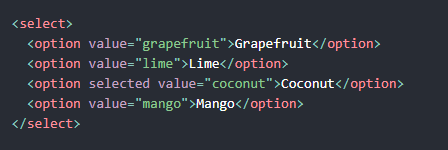 <select>
  <option value="grapefruit">Grapefruit</option>
  <option value="lime">Lime</option>
  <option selected value="coconut">Coconut</option>
  <option value="mango">Mango</option>
</select>